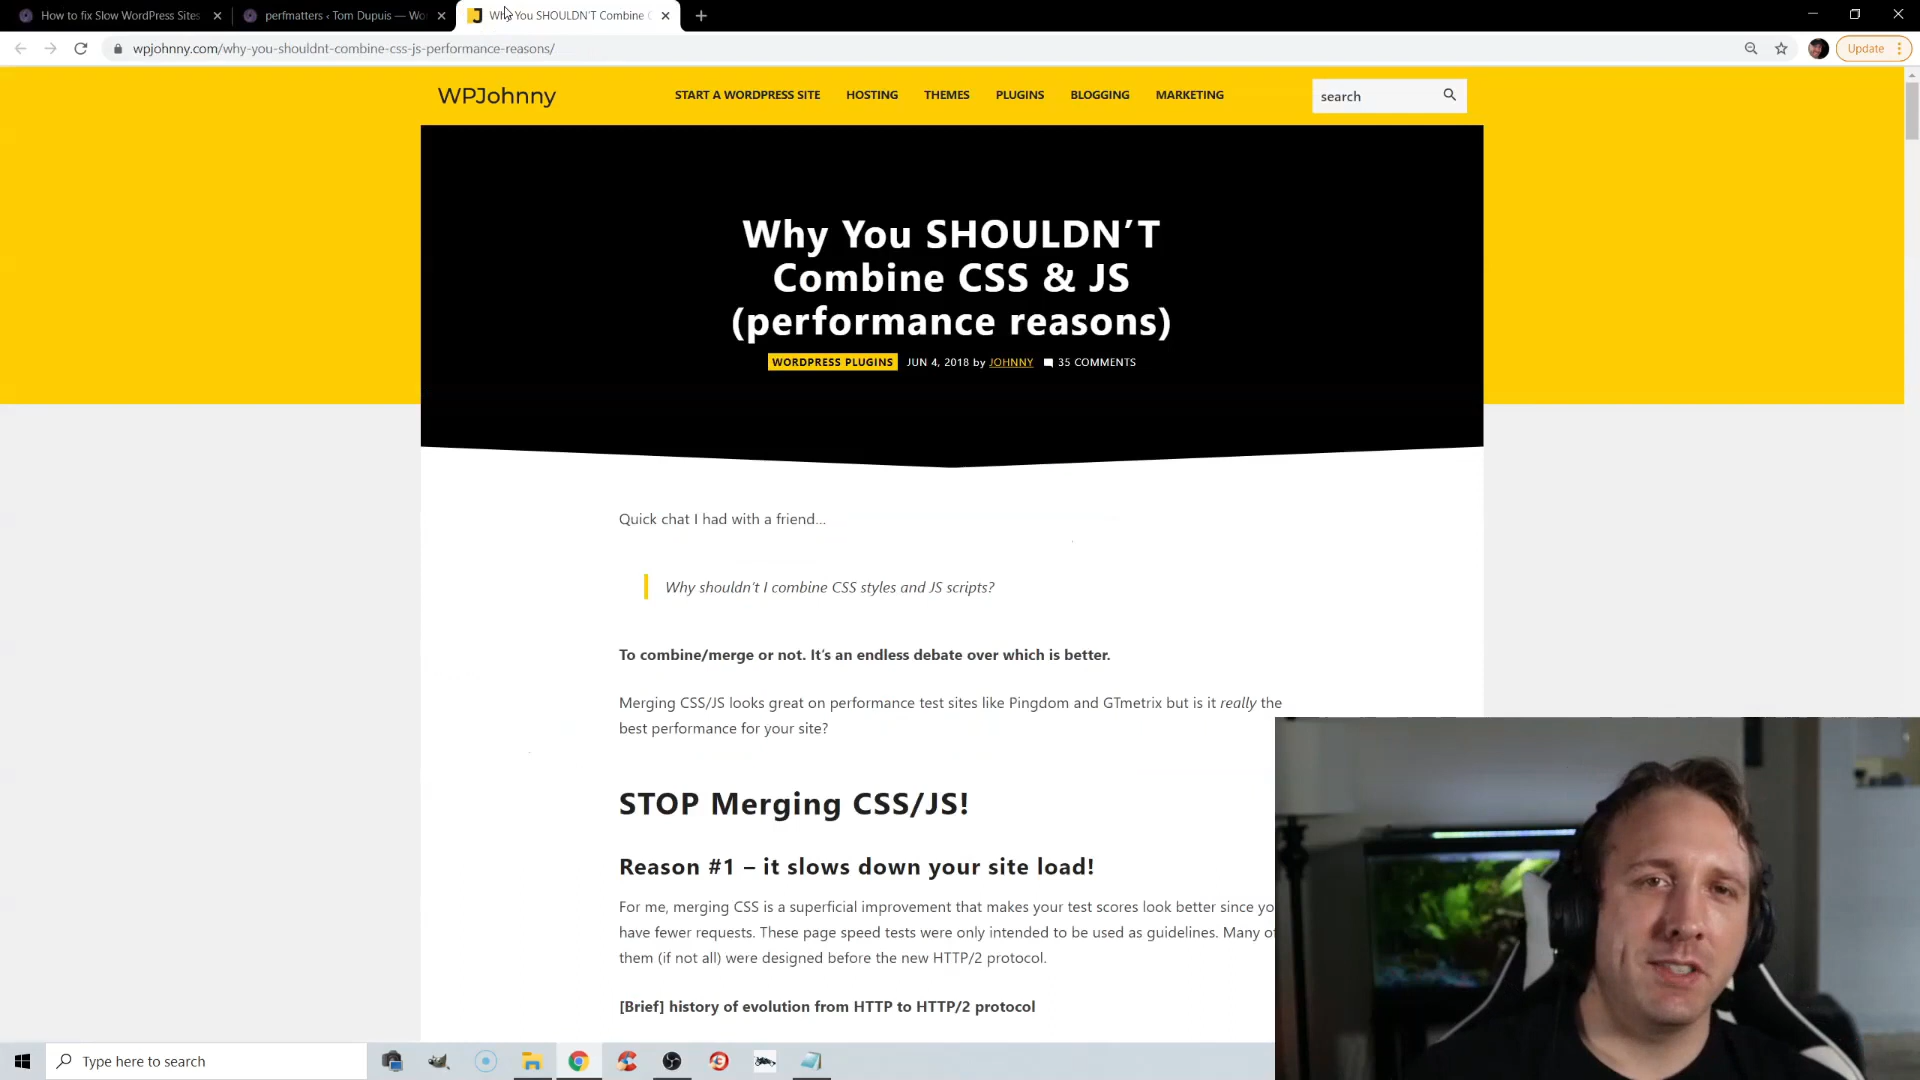 How to fix Slow WordPress Sites
perfmatters ‹ Tom Dupuis — Wo
Why You SHOULDN'T Combine C
wpjohnny.com/why-you-shouldnt-combine-css-js-performance-reasons/
Update
WPJohnny
START A WORDPRESS SITE HOSTING THEMES PLUGINS BLOGGING MARKETING
search
Why You SHOULDN’T
Combine CSS & JS
(performance reasons)
WORDPRESS PLUGINS JUN 4, 2018 by JOHNNY 35 COMMENTS
Quick chat I had with a friend...
Why shouldn’t I combine CSS styles and JS scripts?
To combine/merge or not. It’s an endless debate over which is better.
Merging CSS/JS looks great on performance test sites like Pingdom and GTmetrix but is it really the
best performance for your site?
STOP Merging CSS/JS!
Reason #1 – it slows down your site load!
For me, merging CSS is a superficial improvement that makes your test scores look better since yo
have fewer requests. These page speed tests were only intended to be used as guidelines. Many o
them (if not all) were designed before the new HTTP/2 protocol.
[Brief] history of evolution from HTTP to HTTP/2 protocol
Type here to search